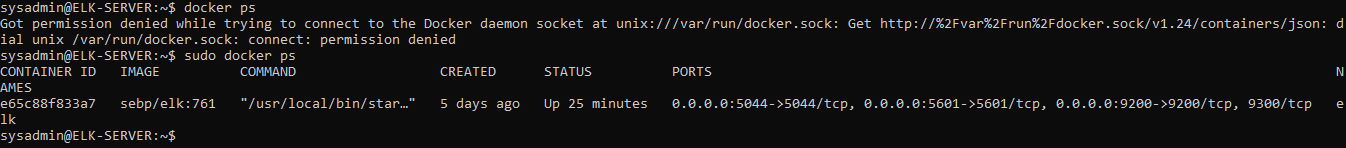 sysadmin@ELK-SERVER:~$ docker ps
Got permission denied while trying to connect to the Docker daemon socket at unix:///var/run/docker.sock: Get http://%2Fvar%2Frun%2Fdocker.sock/v1.24/containers/json: d
ial unix /var/run/docker.sock: connect: permission denied
sysadmin@ELK-SERVER:~$ sudo docker ps
CONTAINER ID   IMAGE          COMMAND                  CREATED      STATUS          PORTS                                                                              N
AMES
e65c88f833a7   sebp/elk:761   "/usr/local/bin/star…"   5 days ago   Up 25 minutes   0.0.0.0:5044->5044/tcp, 0.0.0.0:5601->5601/tcp, 0.0.0.0:9200->9200/tcp, 9300/tcp   e
lk
sysadmin@ELK-SERVER:~$